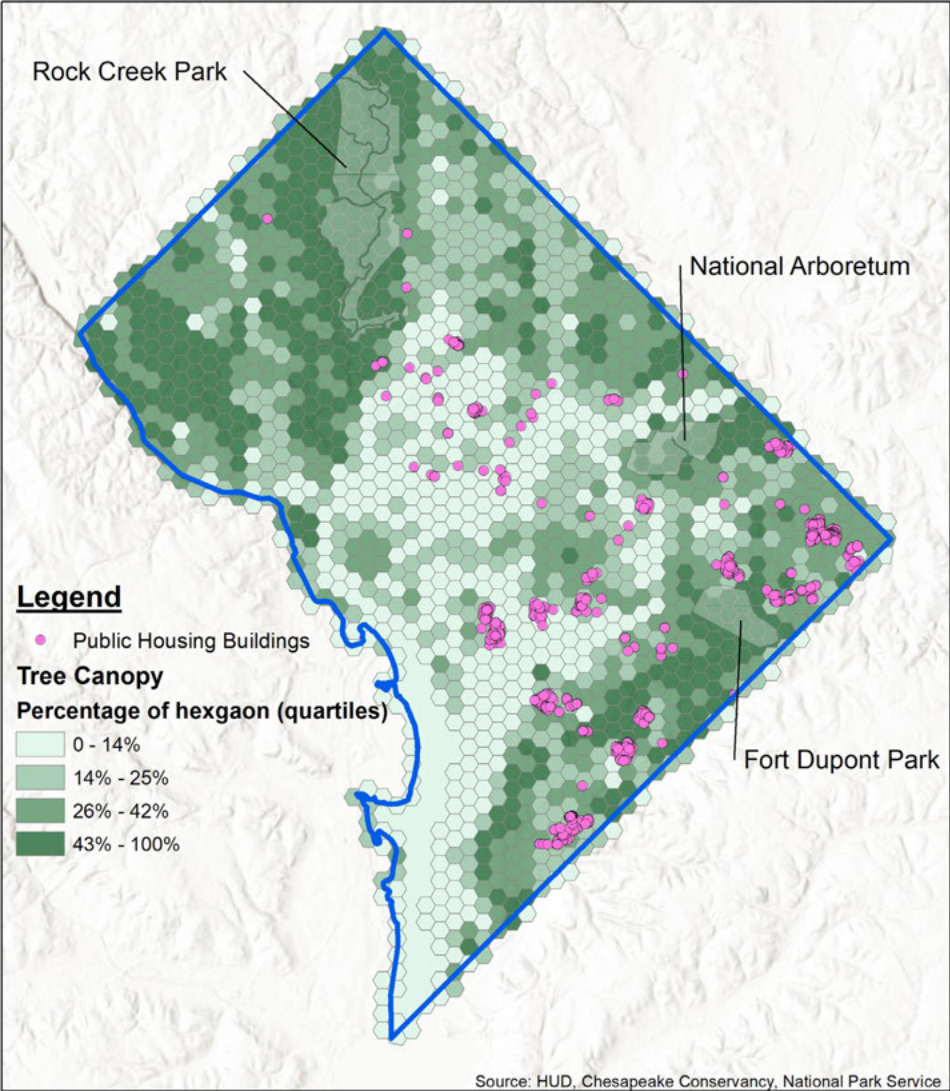 Rock Creek Park
National Arboretum
Legend
Public Housing Buildings
Tree Canopy
Percentage of hexgaon (quartiles)
0 - 14%
14% - 25%
26% - 42%
43% - 100%
Fort Dupont Park
Source: HUD, Chesapeake Conservancy, National Park Service